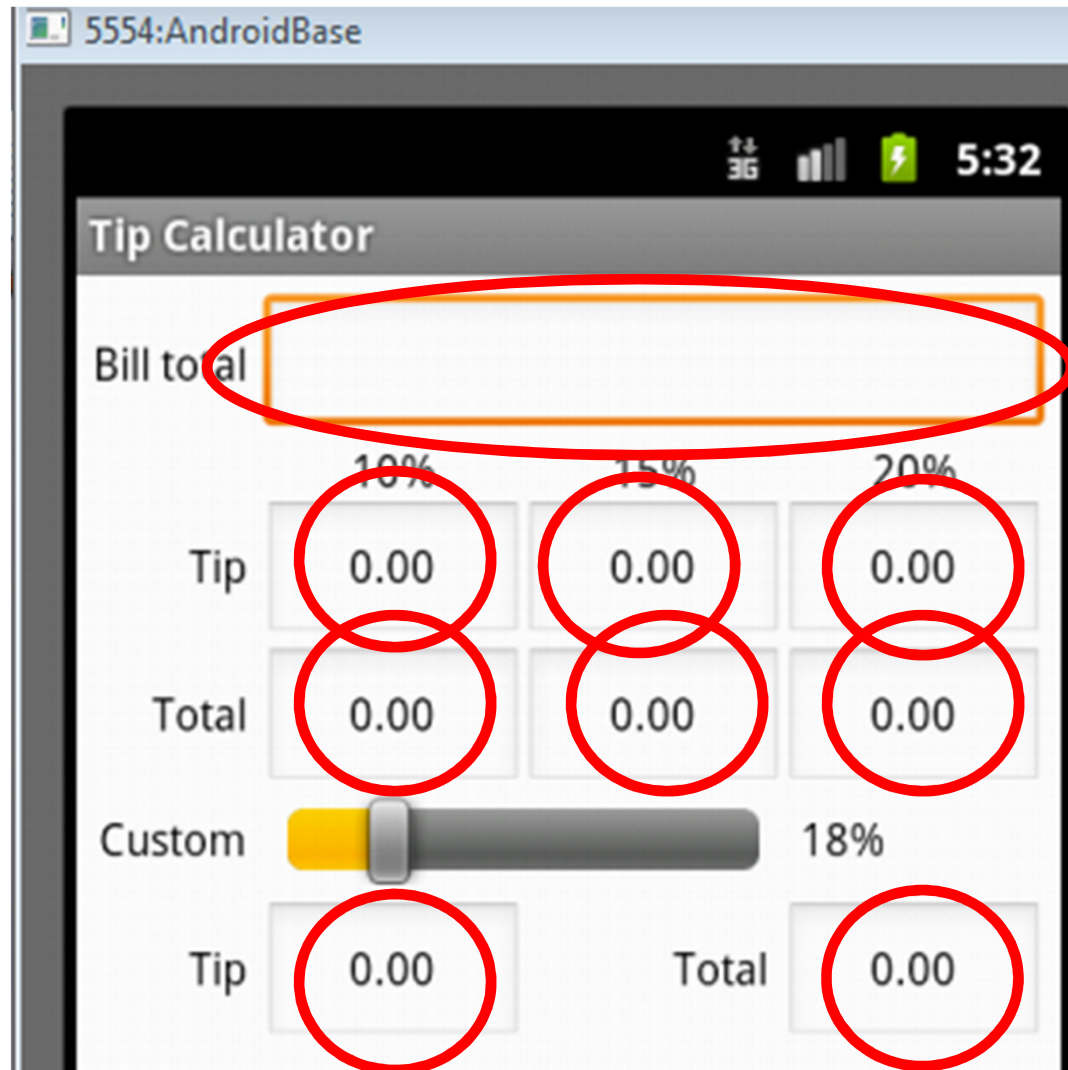 5554:AndroidBase
3G 5:32
Tip Calculator
Bill total
10% 15% 20%
Tip 0.00 0.00 0.00
Total 0.00 0.00 0.00
Custom 18%
Tip 0.00 Total 0.00